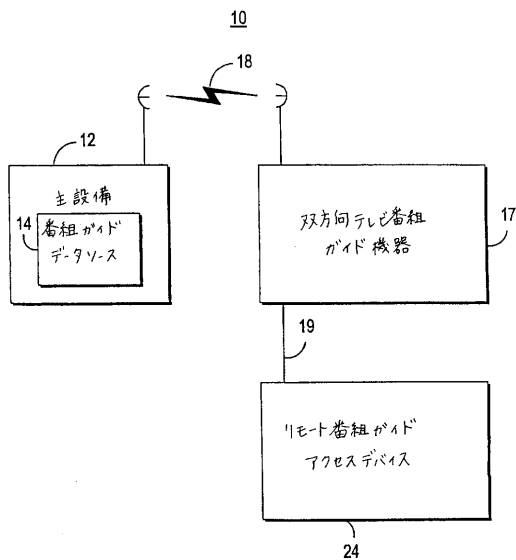 10
18
12
主設備
14
番組ガイド
データソース
双方向テレビ番組
ガイド機器
17
19
リモート番組ガイド
アクセスデバイス
24